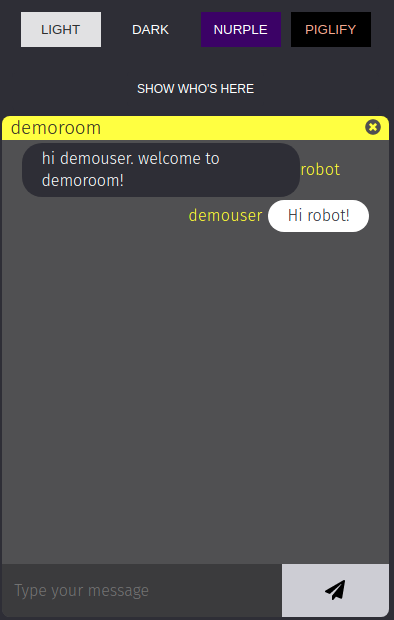 LIGHT DARK NURPLE PIGLIFY
SHOW WHO'S HERE
demoroom
hi demouser. welcome to
demoroom!
robot
demouser Hi robot!
Type your message